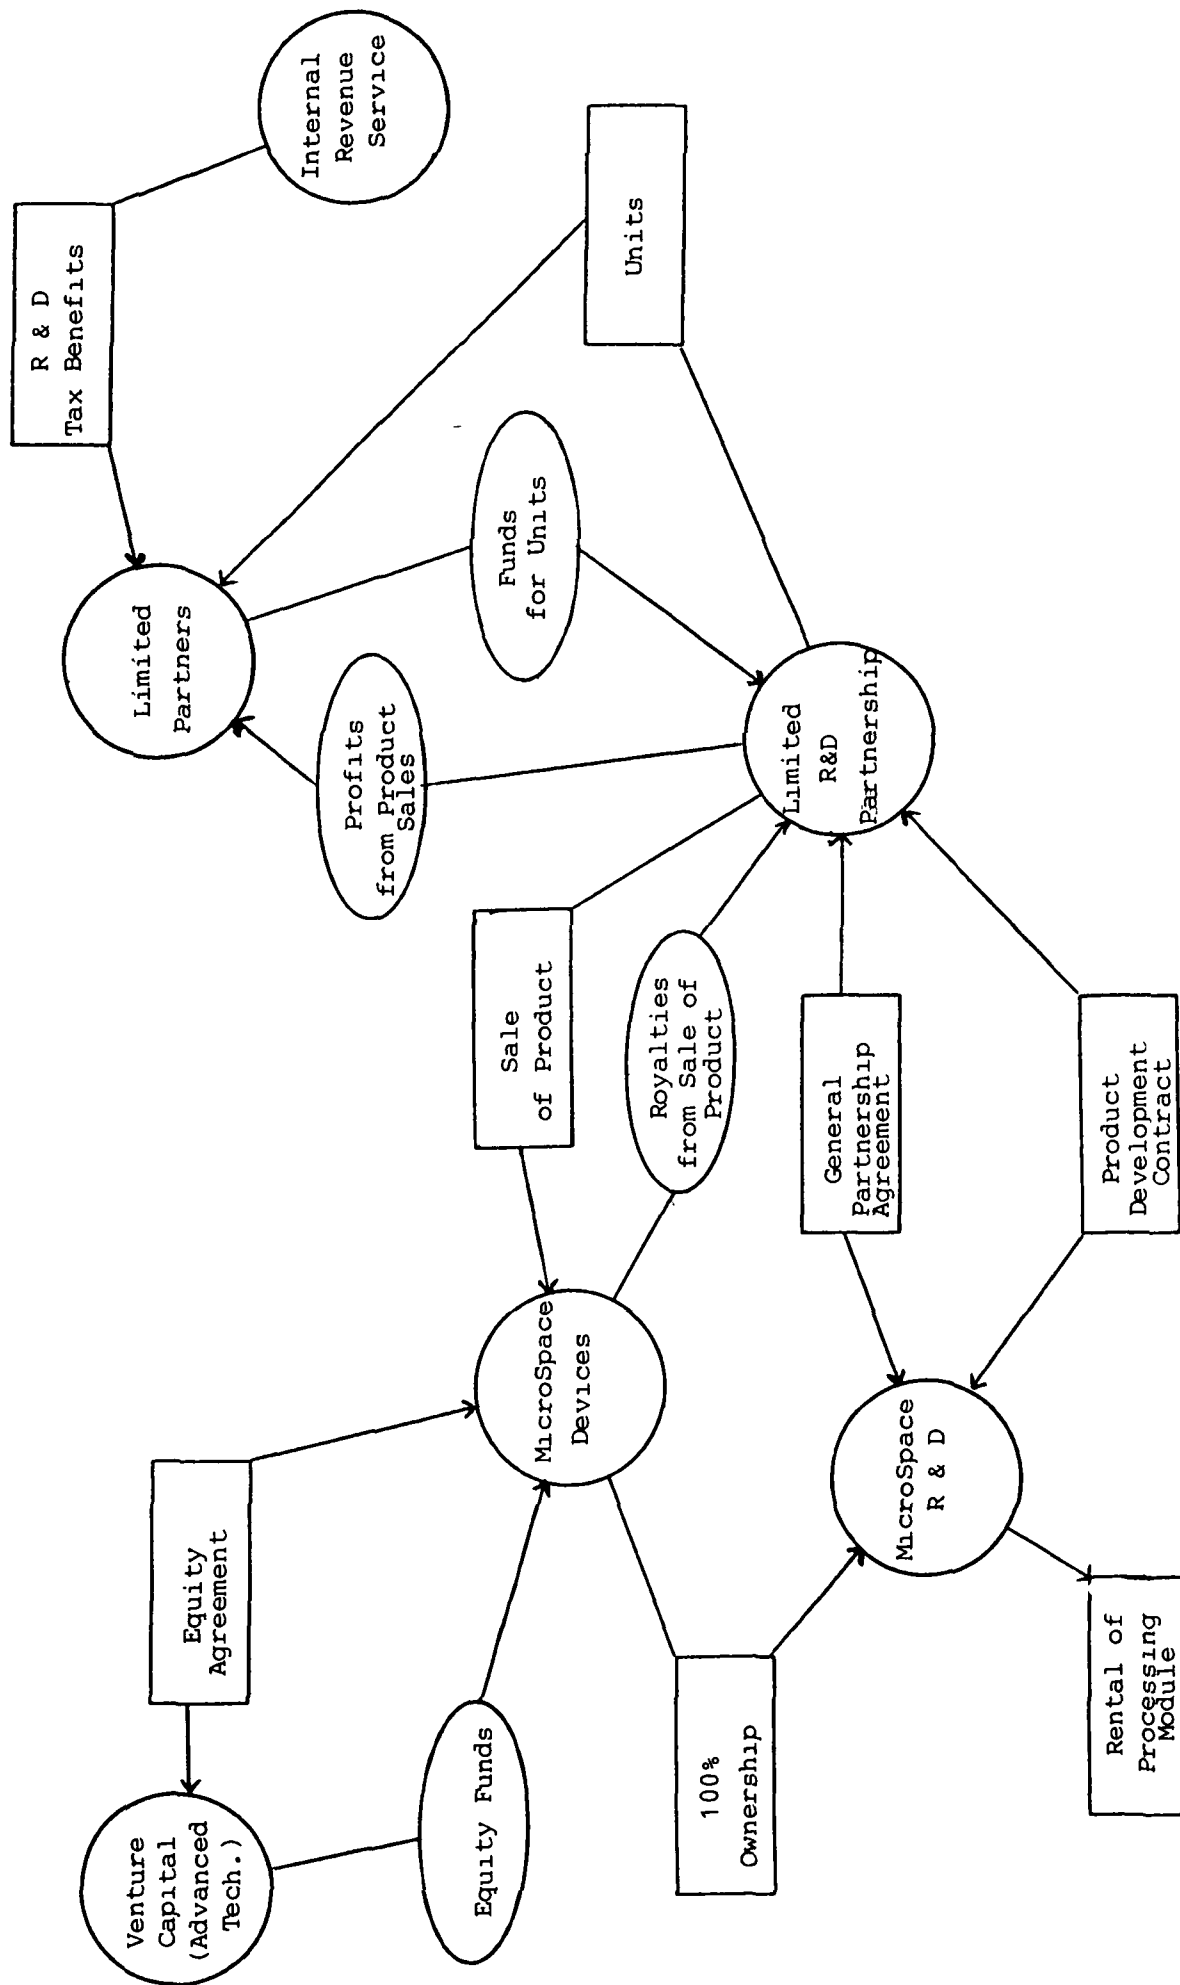 Venture
Capital
(Advanced
Tech.)
Equity
Agreement
Limited
Partners
R & D
Tax Benefits
Internal
Revenue
Service
Profits
from Product
Sales
Equity Funds
MicroSpace
Devices
Sale
of Product
Funds
for Units
Units
Royalties
from Sale of
Product
100%
Ownership
Limited
R&D
Partnership
General
Partnership
Agreement
MicroSpace
R & D
Rental of
Processing
Module
Product
Development
Contract